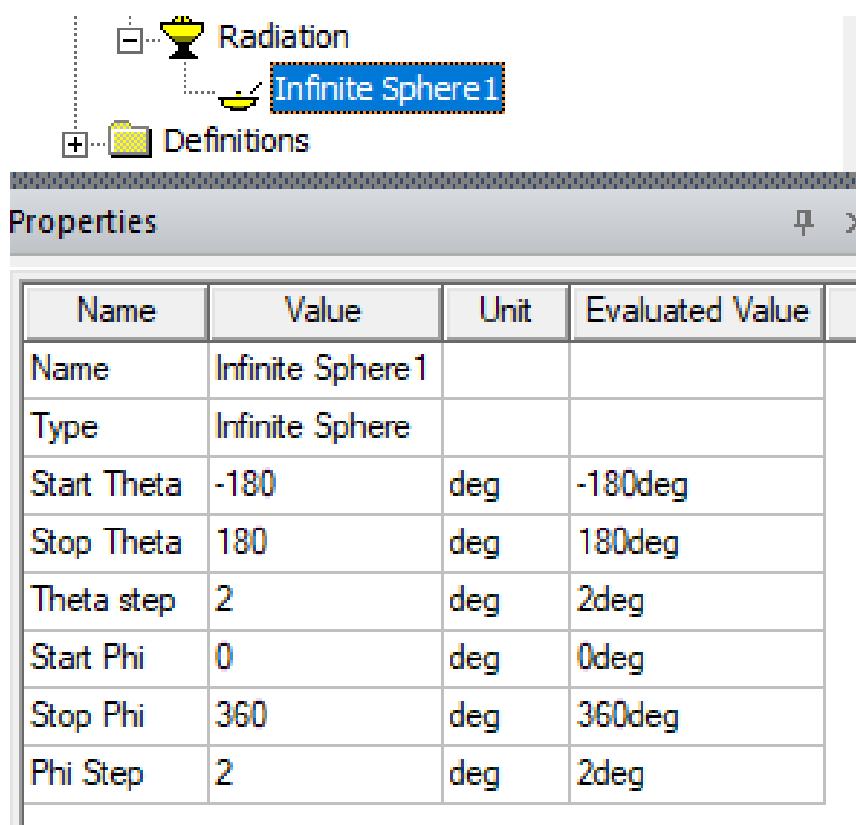 Radiation
Infinite Sphere1
Definitions
Properties
Name Value Unit Evaluated Value
Name Infinite Sphere1
Type Infinite Sphere
Start Theta -180 deg -180deg
Stop Theta 180 deg 180deg
Theta step 2 deg 2deg
Start Phi 0 deg 0deg
Stop Phi 360 deg 360deg
Phi Step 2 deg 2deg